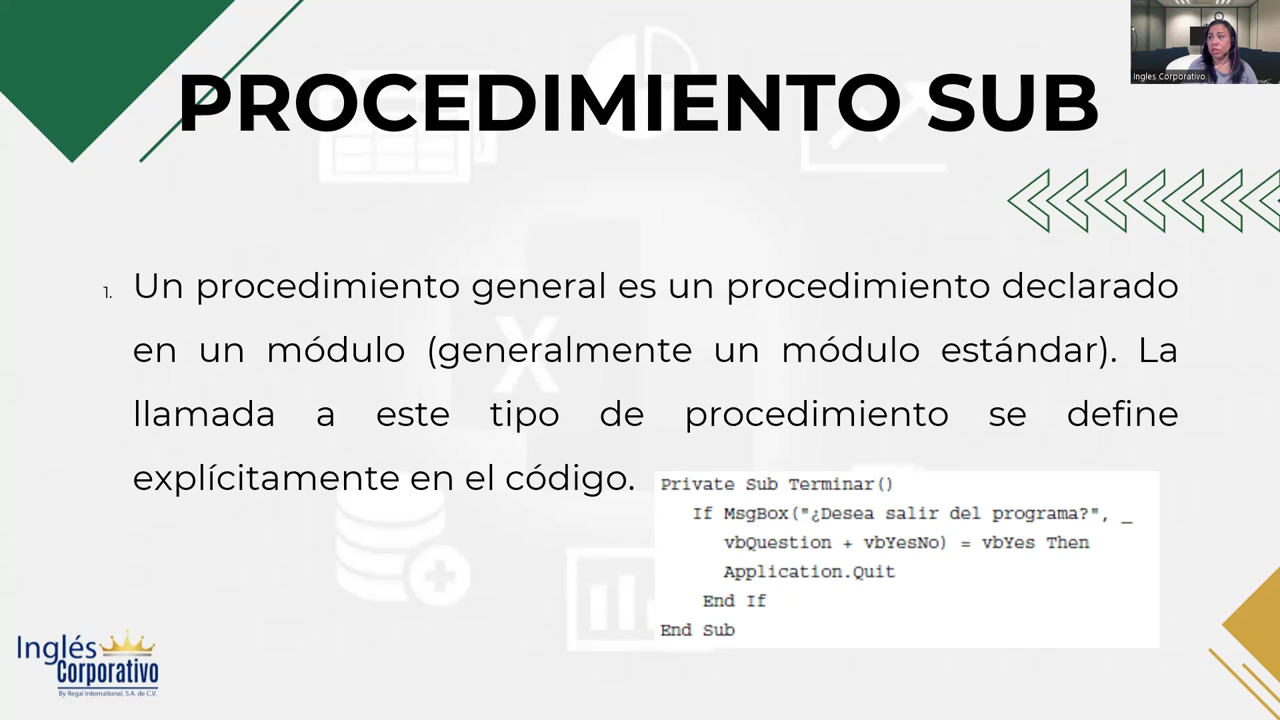 PROCEDIMIENTO SUB
Ingles Corporativo
1. Un procedimiento general es un procedimiento declarado
en un módulo (generalmente un módulo estándar). La
llamada a este tipo de procedimiento se define
explícitamente en el código.
Private Sub Terminar()
If MsgBox("¿Desea salir del programa?", _
vbQuestion + vbYesNo) = vbYes Then
Application.Quit
End If
End Sub
Inglés
Corporativo
By Regal International, S.A. de C.V.
X